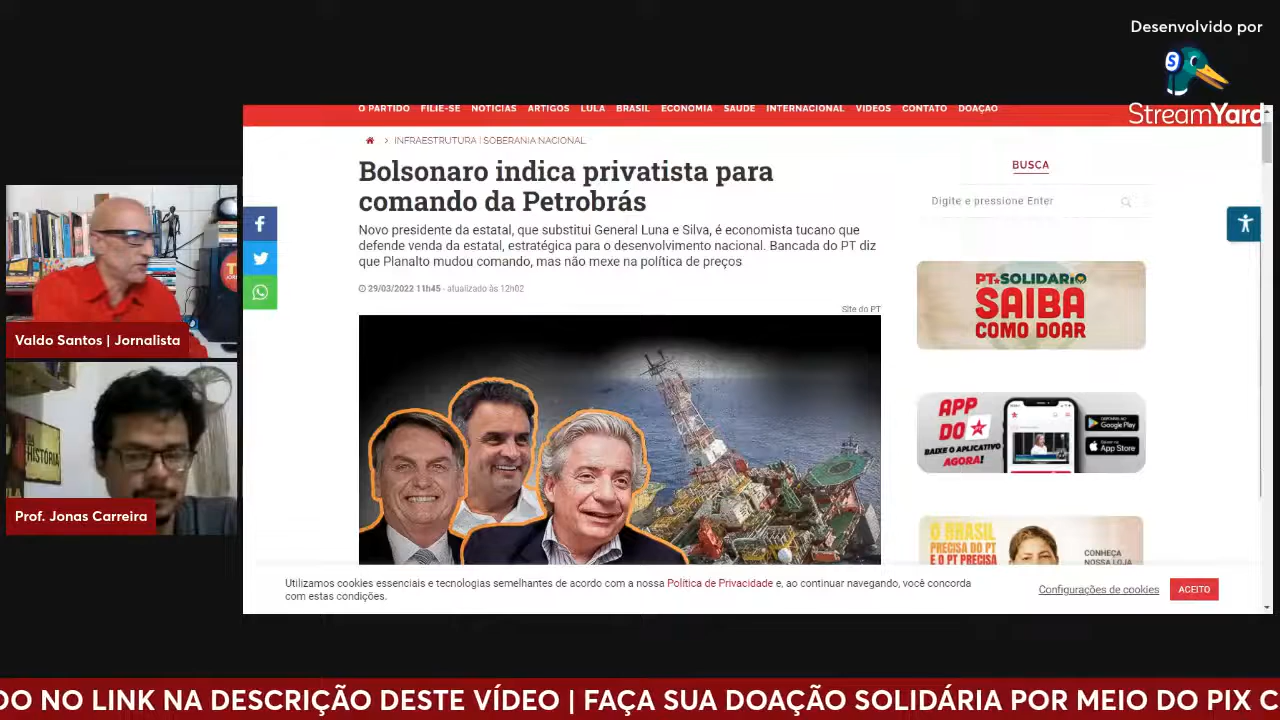 Desenvolvido por
StreamYard
O PARTIDO FILIE-SE NOTÍCIAS ARTIGOS LULA BRASIL ECONOMIA SAÚDE INTERNACIONAL VÍDEOS CONTATO DOAÇÃO
INFRAESTRUTURA | SOBERANIA NACIONAL
Bolsonaro indica privatista para
comando da Petrobrás
Novo presidente da estatal, que substitui General Luna e Silva, é economista tucano que
defende venda da estatal, estratégica para o desenvolvimento nacional. Bancada do PT diz
que Planalto mudou comando, mas não mexe na política de preços
29/03/2022 11h45 - atualizado às 12h02
Site do PT
BUSCA
Digite e pressione Enter
PT SOLIDÁRIO
SAIBA
COMO DOAR
APP
DO
BAIXE O APLICATIVO
AGORA!
Google Play
App Store
O BRASIL
PRECISA DO PT
E O PT PRECISA
CONHEÇA
NOSSA LOJA
Valdo Santos | Jornalista
HISTÓRIA
Prof. Jonas Carreira
Utilizamos cookies essenciais e tecnologias semelhantes de acordo com a nossa Política de Privacidade e, ao continuar navegando, você concorda
com estas condições.
Configurações de cookies
ACEITO
DO NO LINK NA DESCRIÇÃO DESTE VÍDEO | FAÇA SUA DOAÇÃO SOLIDÁRIA POR MEIO DO PIX C